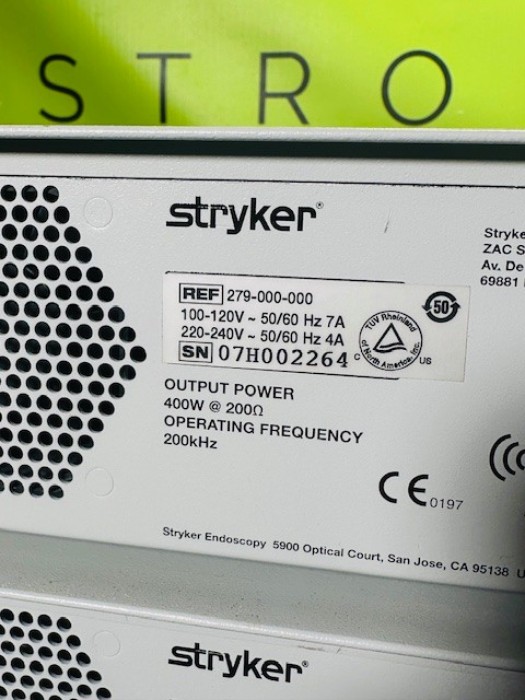 STRO
stryker®
Stryke
ZAC S
Av. De
69881
REF 279-000-000
100-120V ~ 50/60 Hz 7A
220-240V ~ 50/60 Hz 4A
SN 07H002264
50
TUV Rheinland
of North America, Inc.
C US
OUTPUT POWER
400W @ 200Ω
OPERATING FREQUENCY
200kHz
CE 0197
Stryker Endoscopy 5900 Optical Court, San Jose, CA 95138 U
stryker®